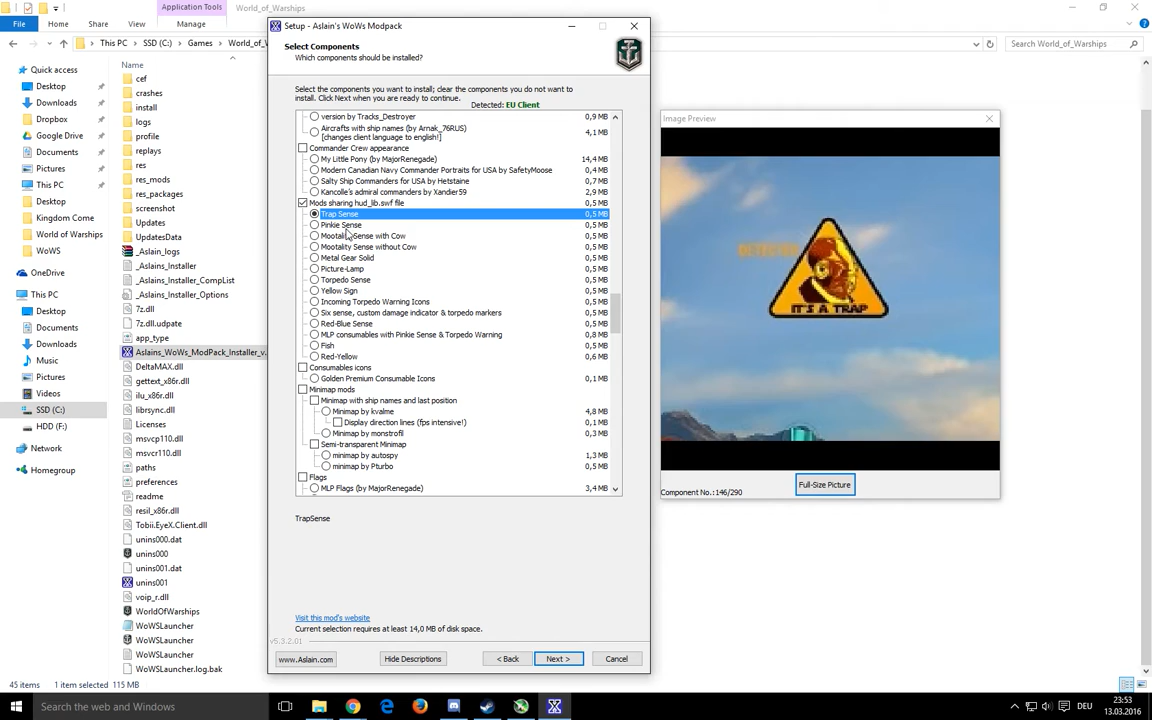 Application Tools
World_of_Warships
File
Home
Share
View
Manage
This PC
SSD (C:)
Games
Search World_of_Warships
Quick access
Desktop
Downloads
Dropbox
Google Drive
Documents
Pictures
This PC
Desktop
Kingdom Come
World of Warships
WoWS
OneDrive
This PC
Desktop
Documents
Downloads
Music
Pictures
Videos
SSD (C:)
HDD (F:)
Network
Homegroup
Name
cef
crashes
install
logs
profile
replays
res
res_mods
res_packages
screenshot
Updates
UpdatesData
_Aslain_logs
_Aslains_Installer
_Aslains_Installer_CompList
_Aslains_Installer_Options
7z.dll
7z.dll.udpate
app_type
Aslains_WoWs_ModPack_Installer_v.
DeltaMAX.dll
gettext_x86r.dll
ilu_x86r.dll
librsync.dll
Licenses
msvcp110.dll
msvcr110.dll
paths
preferences
readme
resil_x86r.dll
Tobii.EyeX.Client.dll
unins000.dat
unins000
unins001.dat
unins001
voip_r.dll
WorldOfWarships
WoWSLauncher
WoWSLauncher
WoWSLauncher
WoWSLauncher.log.bak
Setup - Aslain's WoWs Modpack
Select Components
Which components should be installed?
Select the components you want to install; clear the components you do not want to
install. Click Next when you are ready to continue.
Detected: EU Client
version by Tracks_Destroyer 0,9 MB
Aircrafts with ship names (by Arnak_76RUS)
[changes client language to english!] 4,1 MB
Commander Crew appearance
My Little Pony (by MajorRenegade) 14,4 MB
Modern Canadian Navy Commander Portraits for USA by SafetyMoose 0,4 MB
Salty Ship Commanders for USA by Hetstaine 0,7 MB
Kancolle's admiral commanders by Xandier59 2,9 MB
Mods sharing hud_lib.swf file 0,5 MB
Trap Sense 0,5 MB
Pinkie Sense 0,5 MB
Mootality Sense with Cow 0,5 MB
Mootality Sense without Cow 0,5 MB
Metal Gear Solid 0,5 MB
Picture-Lamp 0,5 MB
Torpedo Sense 0,5 MB
Yellow Sign 0,5 MB
Incoming Torpedo Warning Icons 0,5 MB
Six sense, custom damage indicator & torpedo markers 0,5 MB
Red-Blue Sense 0,5 MB
MLP consumables with Pinkie Sense & Torpedo Warning 0,8 MB
Fish 0,5 MB
Red-Yellow 0,6 MB
Consumables icons
Golden Premium Consumable Icons 0,1 MB
Minimap mods
Minimap with ship names and last position
Minimap by kvalme 4,8 MB
Display direction lines (fps intensive!) 0,1 MB
Minimap by monstrofil 0,3 MB
Semi-transparent Minimap
minimap by autospy 1,3 MB
minimap by Pturbo 0,5 MB
Flags
MLP Flags (by MajorRenegade) 3,4 MB
TrapSense
Visit this mod's website
Current selection requires at least 14,0 MB of disk space.
v5.3.2.01
www.Aslain.com
Hide Descriptions
< Back
Next >
Cancel
Image Preview
DETECTED
IT'S A TRAP
Full-Size Picture
Component No.:146/290
45 items
1 item selected
115 MB
Search the web and Windows
DEU
23:53
13.03.2016